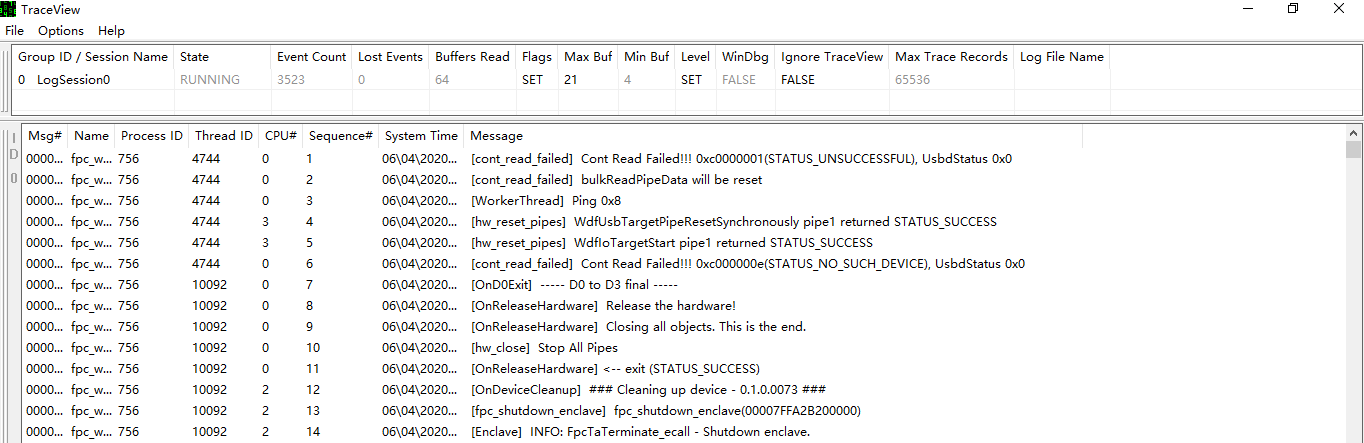 TraceView
File Options Help
Group ID / Session Name State Event Count Lost Events Buffers Read Flags Max Buf Min Buf Level WinDbg Ignore TraceView Max Trace Records Log File Name
0 LogSession0 RUNNING 3523 0 64 SET 21 4 SET FALSE FALSE 65536
Msg# Name Process ID Thread ID CPU# Sequence# System Time Message
0000... fpc_w... 756 4744 0 1 06\04\2020... [cont_read_failed] Cont Read Failed!!! 0xc0000001(STATUS_UNSUCCESSFUL), UsbdStatus 0x0
0000... fpc_w... 756 4744 0 2 06\04\2020... [cont_read_failed] bulkReadPipeData will be reset
0000... fpc_w... 756 4744 0 3 06\04\2020... [WorkerThread] Ping 0x8
0000... fpc_w... 756 4744 3 4 06\04\2020... [hw_reset_pipes] WdfUsbTargetPipeResetSynchronously pipe1 returned STATUS_SUCCESS
0000... fpc_w... 756 4744 3 5 06\04\2020... [hw_reset_pipes] WdfIoTargetStart pipe1 returned STATUS_SUCCESS
0000... fpc_w... 756 4744 0 6 06\04\2020... [cont_read_failed] Cont Read Failed!!! 0xc000000e(STATUS_NO_SUCH_DEVICE), UsbdStatus 0x0
0000... fpc_w... 756 10092 0 7 06\04\2020... [OnD0Exit] ----- D0 to D3 final -----
0000... fpc_w... 756 10092 0 8 06\04\2020... [OnReleaseHardware] Release the hardware!
0000... fpc_w... 756 10092 0 9 06\04\2020... [OnReleaseHardware] Closing all objects. This is the end.
0000... fpc_w... 756 10092 0 10 06\04\2020... [hw_close] Stop All Pipes
0000... fpc_w... 756 10092 0 11 06\04\2020... [OnReleaseHardware] <-- exit (STATUS_SUCCESS)
0000... fpc_w... 756 10092 2 12 06\04\2020... [OnDeviceCleanup] ### Cleaning up device - 0.1.0.0073 ###
0000... fpc_w... 756 10092 2 13 06\04\2020... [fpc_shutdown_enclave] fpc_shutdown_enclave(00007FFA2B200000)
0000... fpc_w... 756 10092 2 14 06\04\2020... [Enclave] INFO: FpcTaTerminate_ecall - Shutdown enclave.
I
D
0